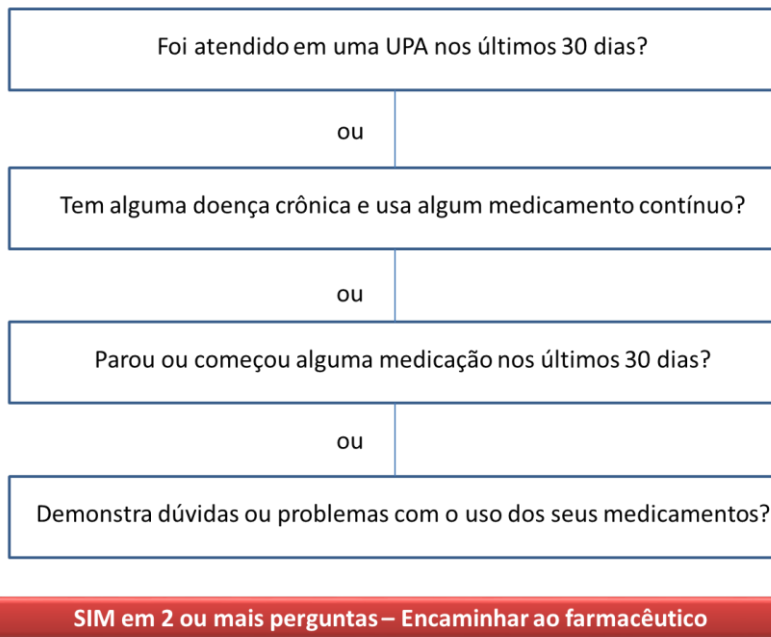 Foi atendido em uma UPA nos últimos 30 dias?
ou
Tem alguma doença crônica e usa algum medicamento contínuo?
ou
Parou ou começou alguma medicação nos últimos 30 dias?
ou
Demonstra dúvidas ou problemas com o uso dos seus medicamentos?
SIM em 2 ou mais perguntas – Encaminhar ao farmacêutico